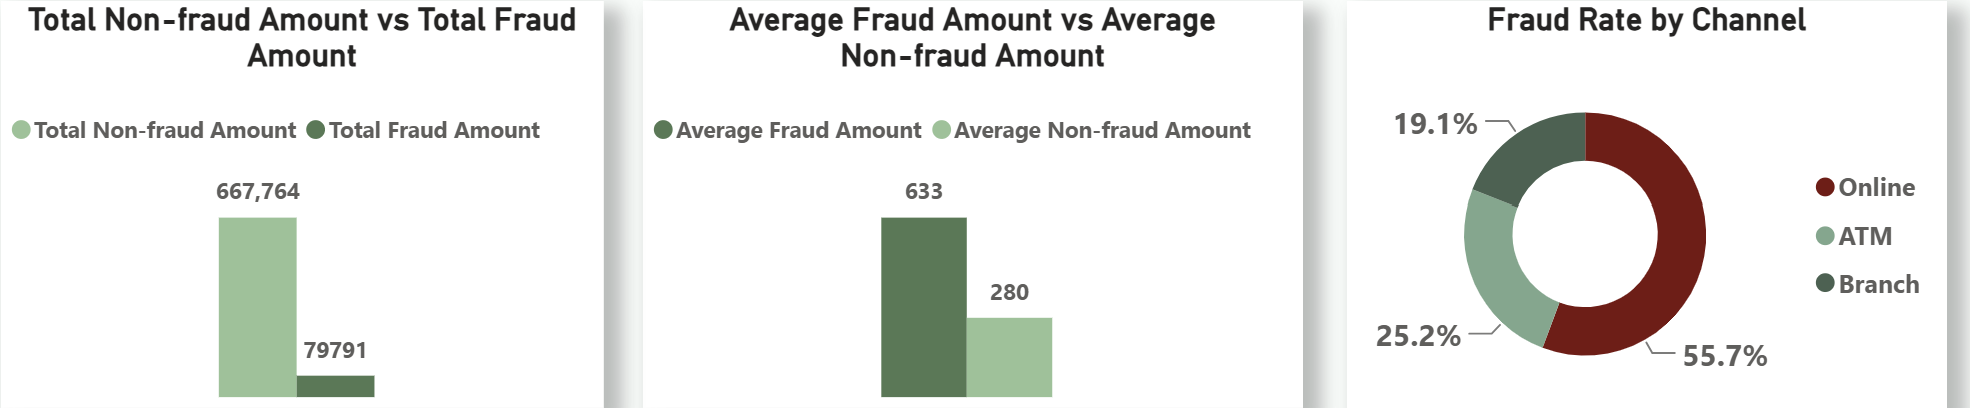 Total Non-fraud Amount vs Total Fraud
Amount
Total Non-fraud Amount Total Fraud Amount
667,764
79791
Average Fraud Amount vs Average
Non-fraud Amount
Average Fraud Amount Average Non-fraud Amount
633
280
Fraud Rate by Channel
19.1%
25.2%
55.7%
Online
ATM
Branch